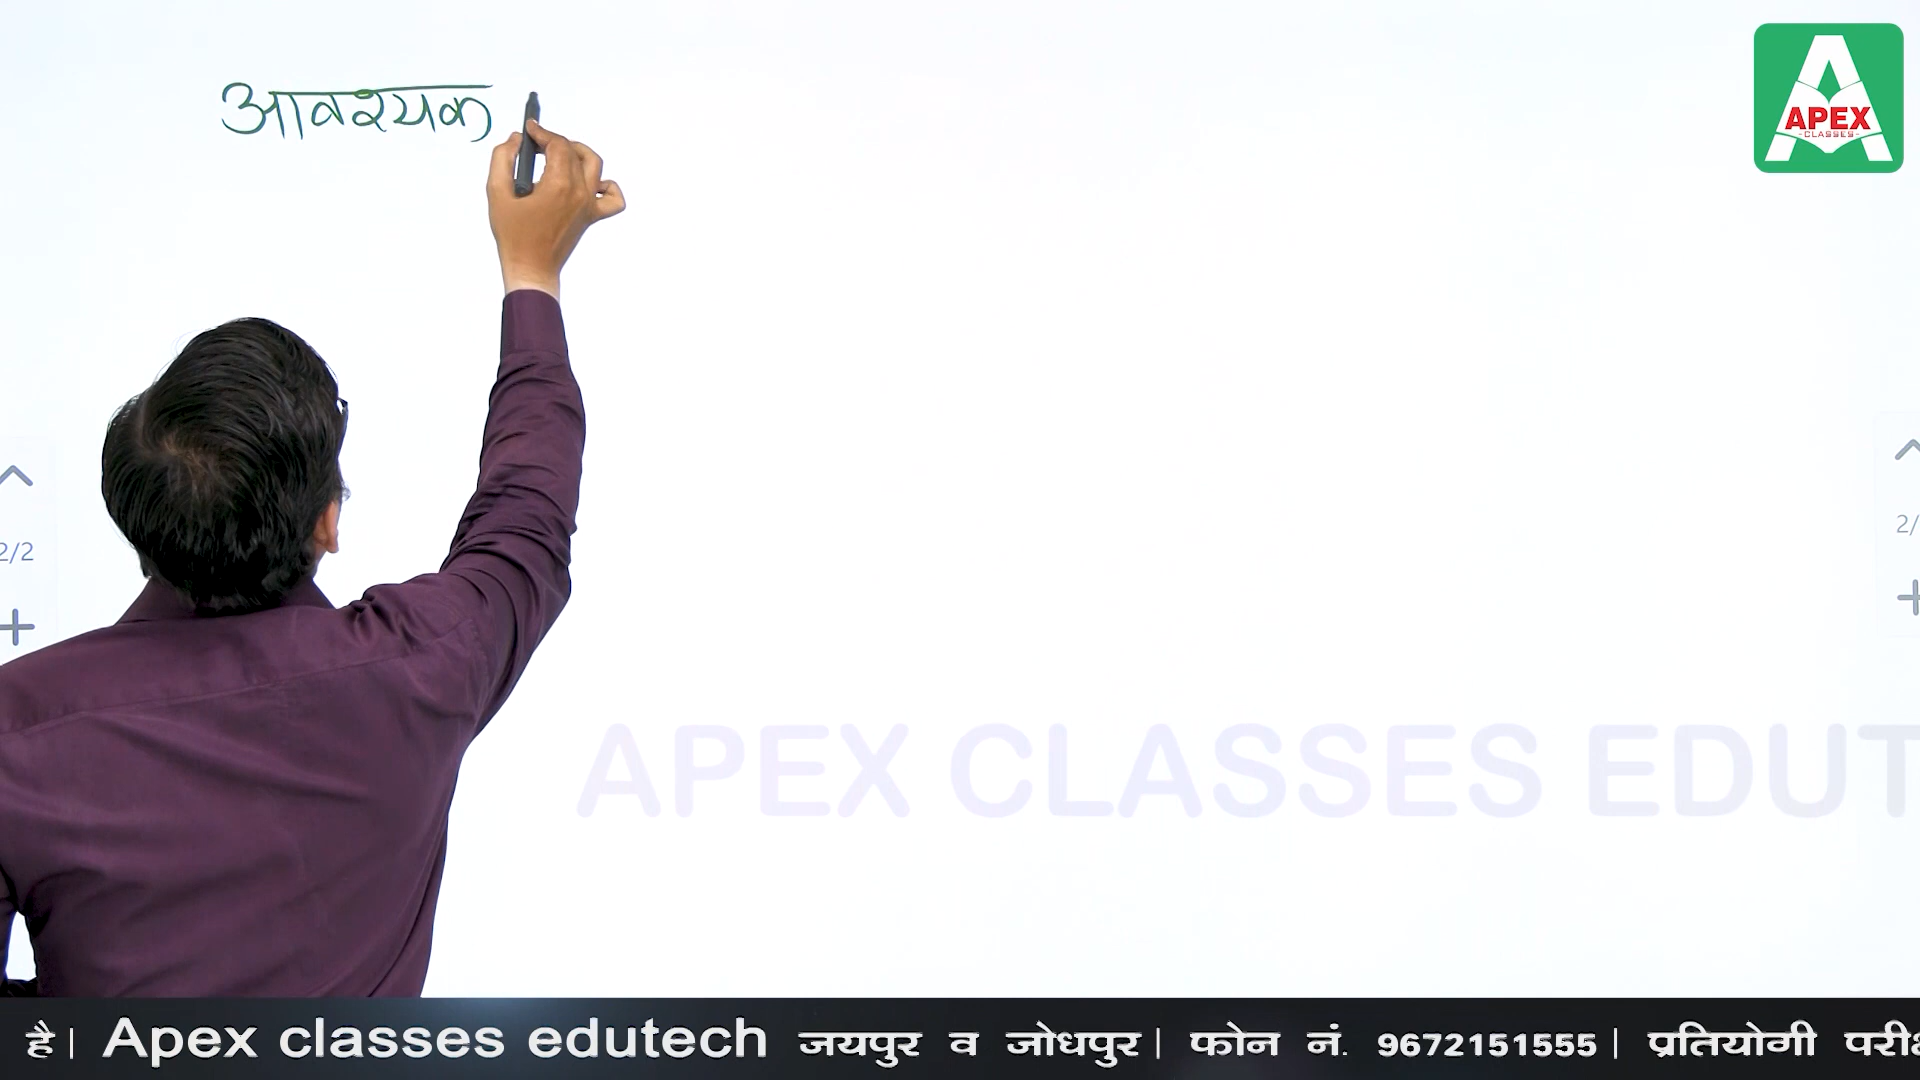 आवश्यक
APEX
-CLASSES-
2/2
2/
APEX CLASSES EDUT
है| Apex classes edutech जयपुर व जोधपुर| फोन नं. 9672151555| प्रतियोगी परीक्ष